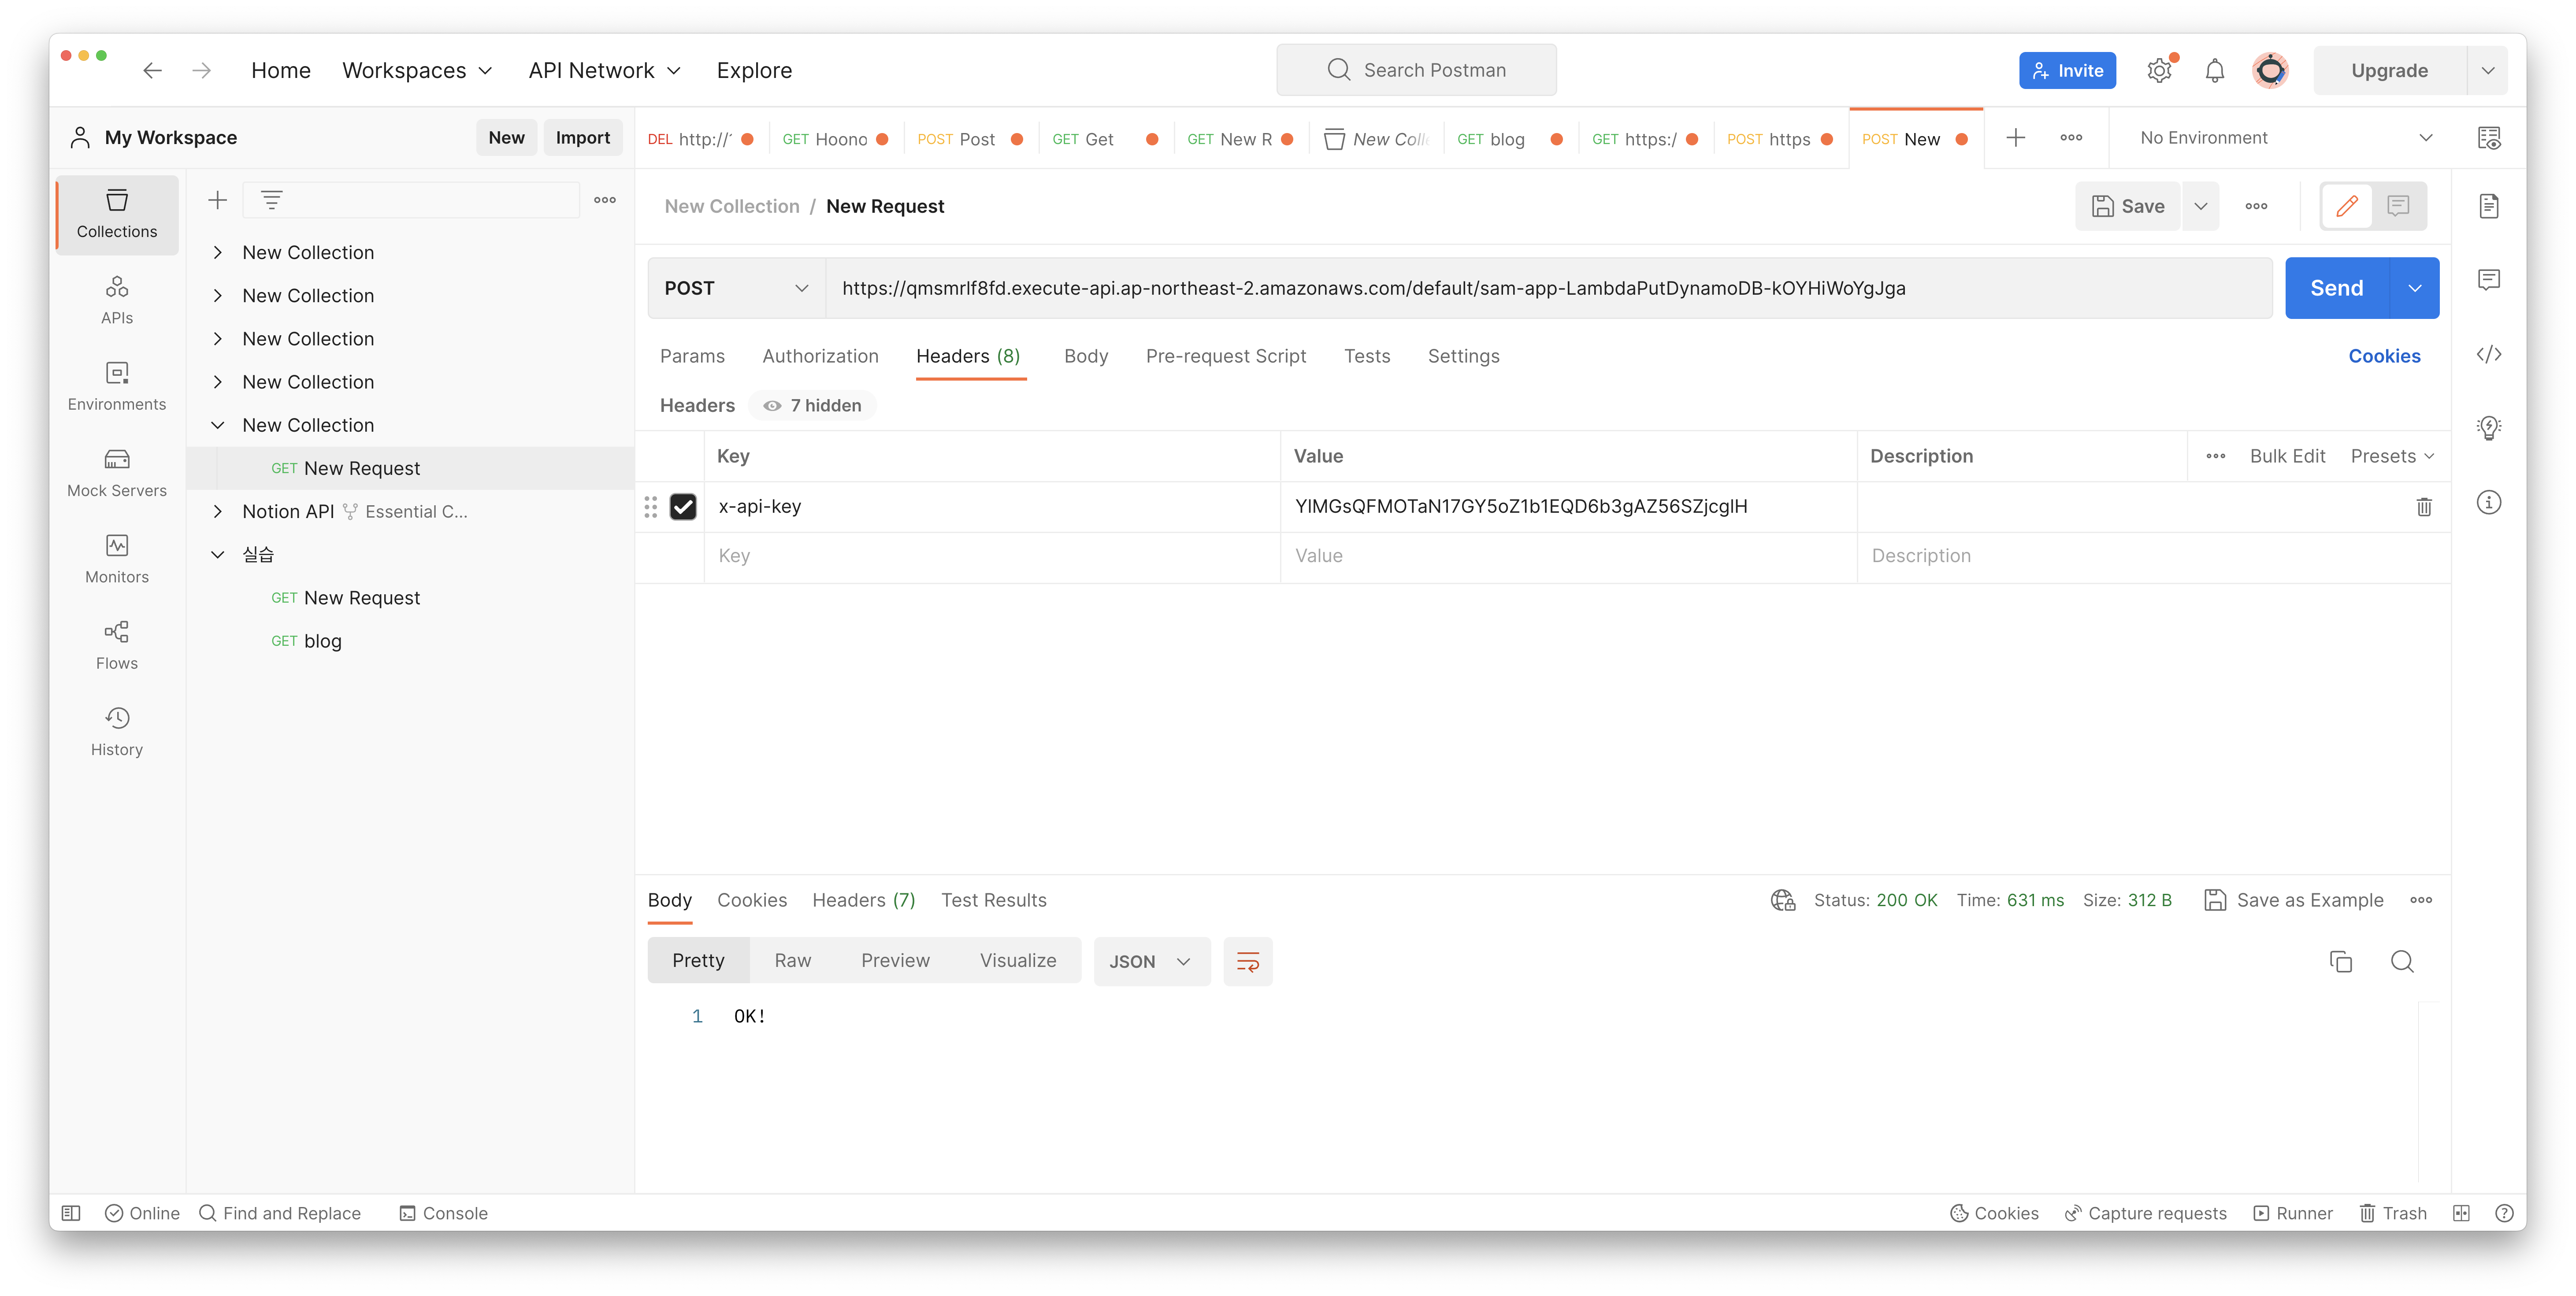 Home Workspaces API Network Explore Search Postman Invite Upgrade
My Workspace New Import
DEL http:// GET Hoono POST Post GET Get GET New R New Coll GET blog GET https:/ POST https POST New No Environment
Collections
APIs
Environments
Mock Servers
Monitors
Flows
History
New Collection
New Collection
New Collection
New Collection
New Collection
GET New Request
Notion API Essential C...
실습
GET New Request
GET blog
New Collection / New Request Save
POST https://qmsmrlf8fd.execute-api.ap-northeast-2.amazonaws.com/default/sam-app-LambdaPutDynamoDB-kOYHiWoYgJga Send
Params Authorization Headers (8) Body Pre-request Script Tests Settings Cookies
Headers 7 hidden
Key Value Description Bulk Edit Presets
x-api-key YIMGsQFMOTaN17GY5oZ1b1EQD6b3gAZ56SZjcglH
Key Value Description
Body Cookies Headers (7) Test Results Status: 200 OK Time: 631 ms Size: 312 B Save as Example
Pretty Raw Preview Visualize JSON
1 OK!
Online Find and Replace Console Cookies Capture requests Runner Trash